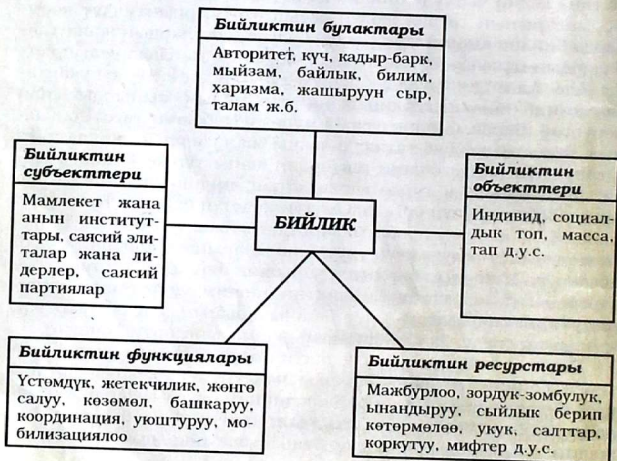 Бийликтин булактары
Авторитет, күч, кадыр-барк,
мыйзам, байлык, билим,
харизма, жашыруун сыр,
талам ж.б.
Бийликтин
субъекттери
Мамлекет жана
анын институт-
тары, саясий эли-
талар жана ли-
дерлер, саясий
партиялар
БИЙЛИК
Бийликтин
объекттери
Индивид, социал-
дык топ, масса,
тап д.у.с.
Бийликтин функциялары
Үстөмдүк, жетекчилик, жөнгө
салуу, көзөмөл, башкаруу,
координация, уюштуруу, мо-
билизациялоо
Бийликтин ресурстары
Мажбурлоо, зордук-зомбулук,
ынандыруу, сыйлык берип
көтөрмөлөө, укук, салттар,
коркутуу, мифтер д.у.с.